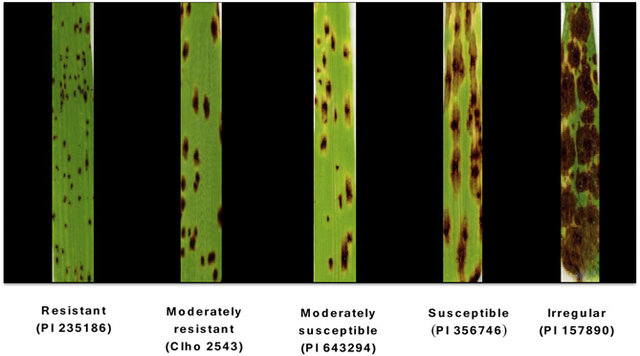 Resistant
(PI 235186)
Moderately
resistant
(CIho 2543)
Moderately
susceptible
(PI 643294)
Susceptible
(PI 356746)
Irregular
(PI 157890)